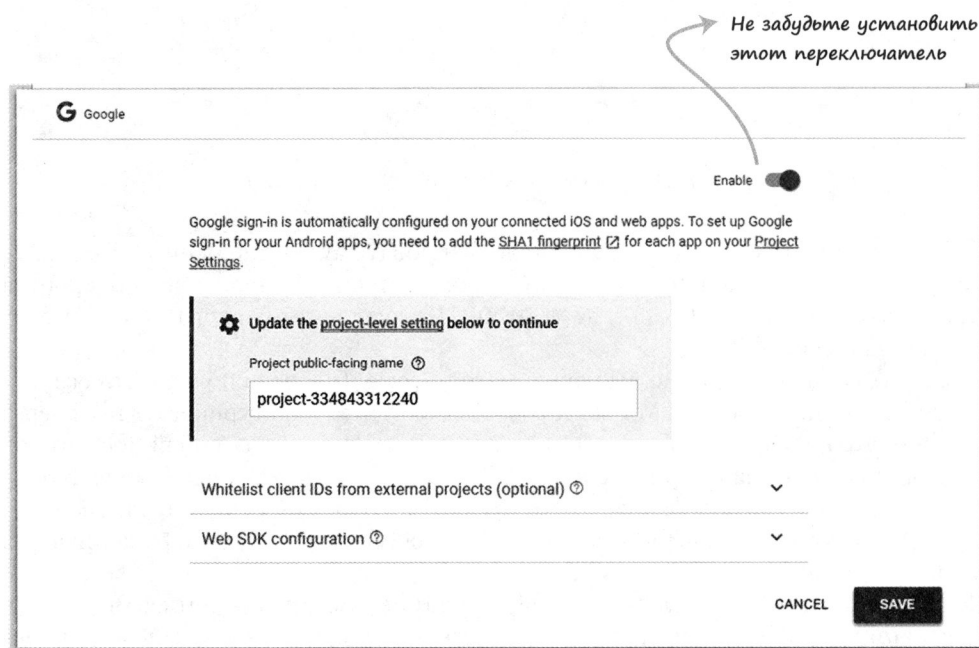 Не забудьте установить
этот переключатель
Google
Enable
Google sign-in is automatically configured on your connected iOS and web apps. To set up Google
sign-in for your Android apps, you need to add the SHA1 fingerprint for each app on your Project
Settings.
Update the project-level setting below to continue
Project public-facing name
project-334843312240
Whitelist client IDs from external projects (optional)
Web SDK configuration
CANCEL
SAVE